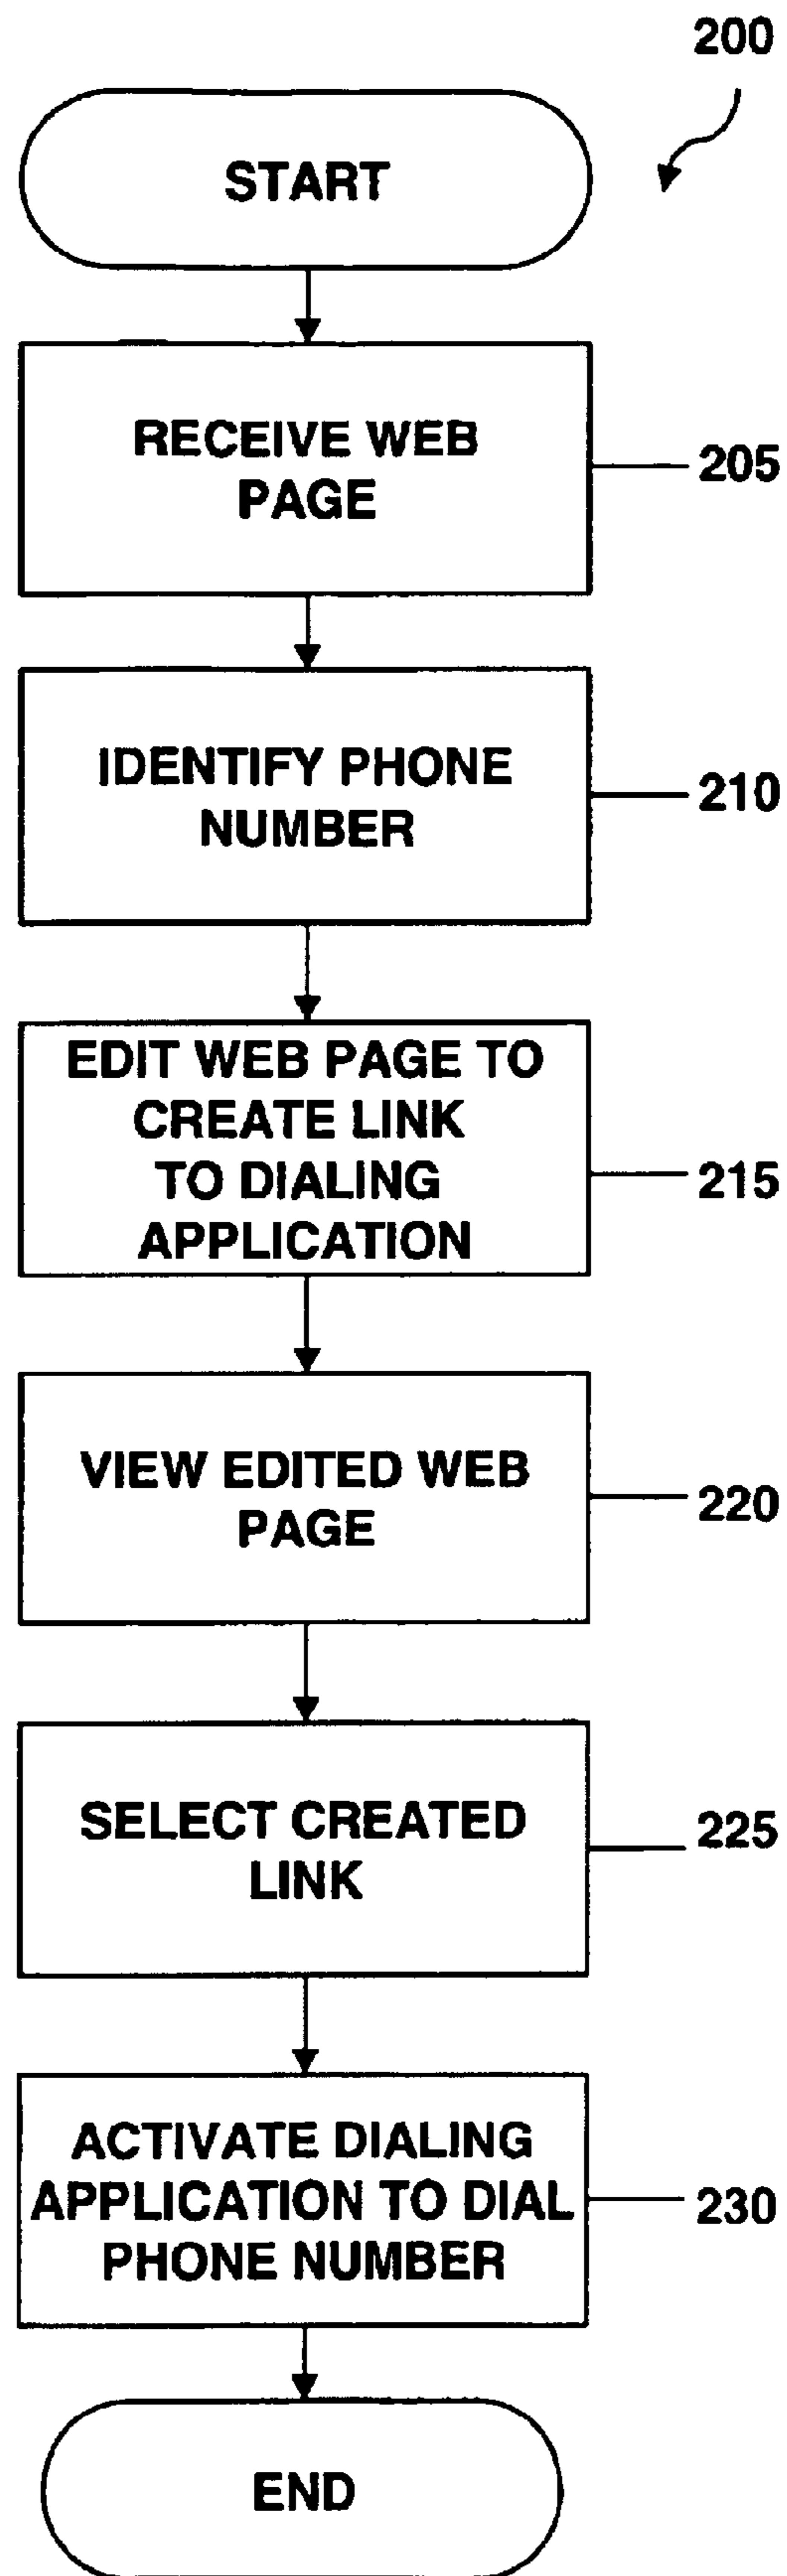 200
START
RECEIVE WEB
PAGE
205
IDENTIFY PHONE
NUMBER
210
EDIT WEB PAGE TO
CREATE LINK
TO DIALING
APPLICATION
215
VIEW EDITED WEB
PAGE
220
SELECT CREATED
LINK
225
ACTIVATE DIALING
APPLICATION TO DIAL
PHONE NUMBER
230
END